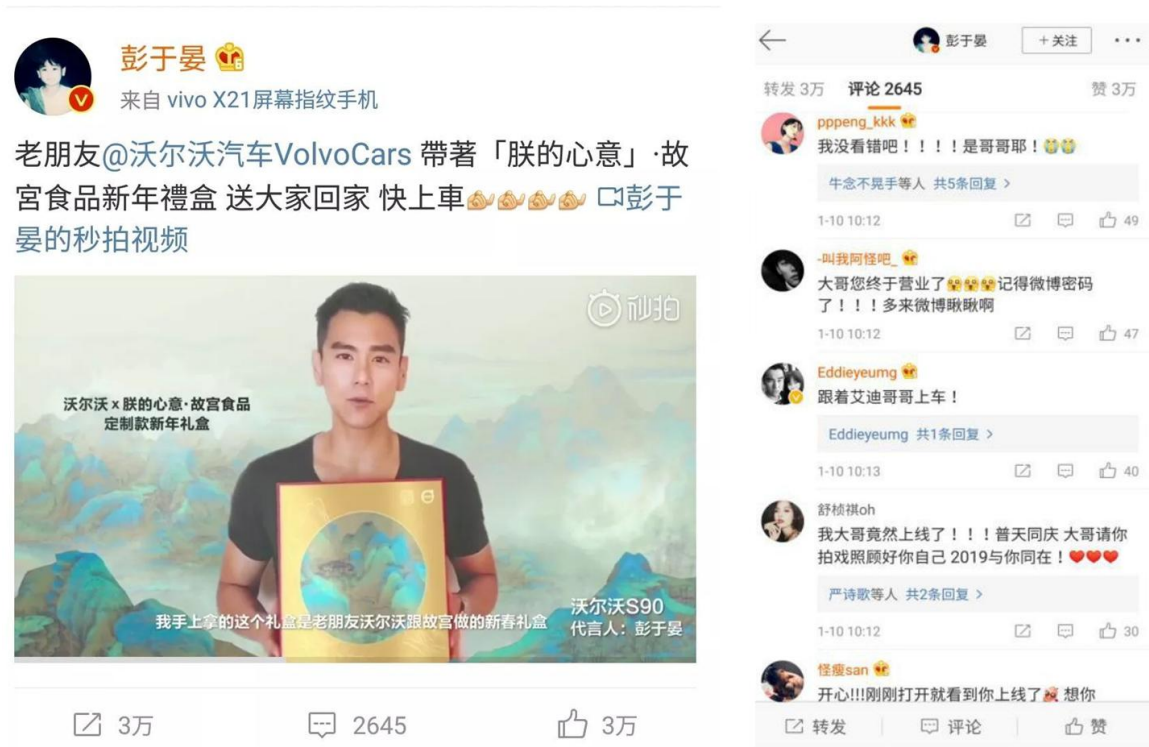 彭于晏
来自 vivo X21屏幕指纹手机
老朋友@沃尔沃汽车VolvoCars 帶著「朕的心意」·故
宮食品新年禮盒 送大家回家 快上車 彭于
晏的秒拍视频
秒拍
沃尔沃 x 朕的心意·故宫食品
定制款新年礼盒
我手上拿的这个礼盒是老朋友沃尔沃跟故宫做的新春礼盒
沃尔沃S90
代言人：彭于晏
3万
2645
3万
彭于晏
+关注
转发 3万 评论 2645 赞 3万
pppeng_kkk
我没看错吧！！！！是哥哥耶！
牛念不晃手等人 共5条回复 >
1-10 10:12
49
-叫我阿怪吧_
大哥您终于营业了记得微博密码
了！！！多来微博瞅瞅啊
1-10 10:12
47
Eddieyeumg
跟着艾迪哥哥上车！
Eddieyeumg 共1条回复 >
1-10 10:13
40
舒桢祺oh
我大哥竟然上线了！！！普天同庆 大哥请你
拍戏照顾好你自己 2019与你同在！
严诗歌等人 共2条回复 >
1-10 10:12
30
怪瘦san
开心!!!刚刚打开就看到你上线了 想你
转发 评论 赞